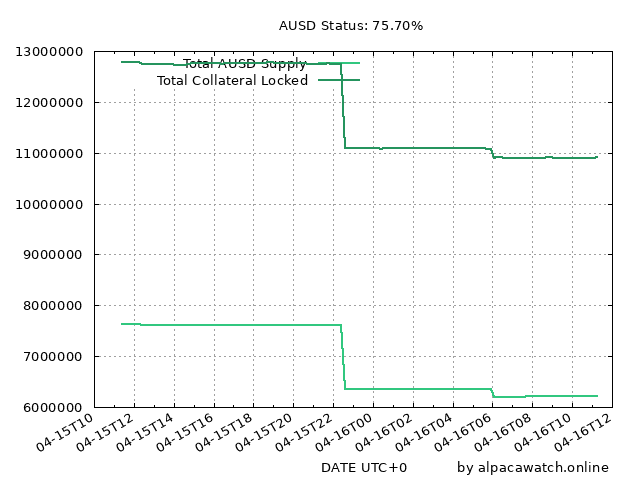 AUSD Status: 75.70%
13000000
Total AUSD Supply
Total Collateral Locked
12000000
11000000
10000000
9000000
8000000
7000000
6000000
04-15T10
04-15T12
04-15T14
04-15T16
04-15T18
04-15T20
04-15T22
04-16T00
04-16T02
04-16T04
04-16T06
04-16T08
04-16T10
04-16T12
DATE UTC+0
by alpacawatch.online